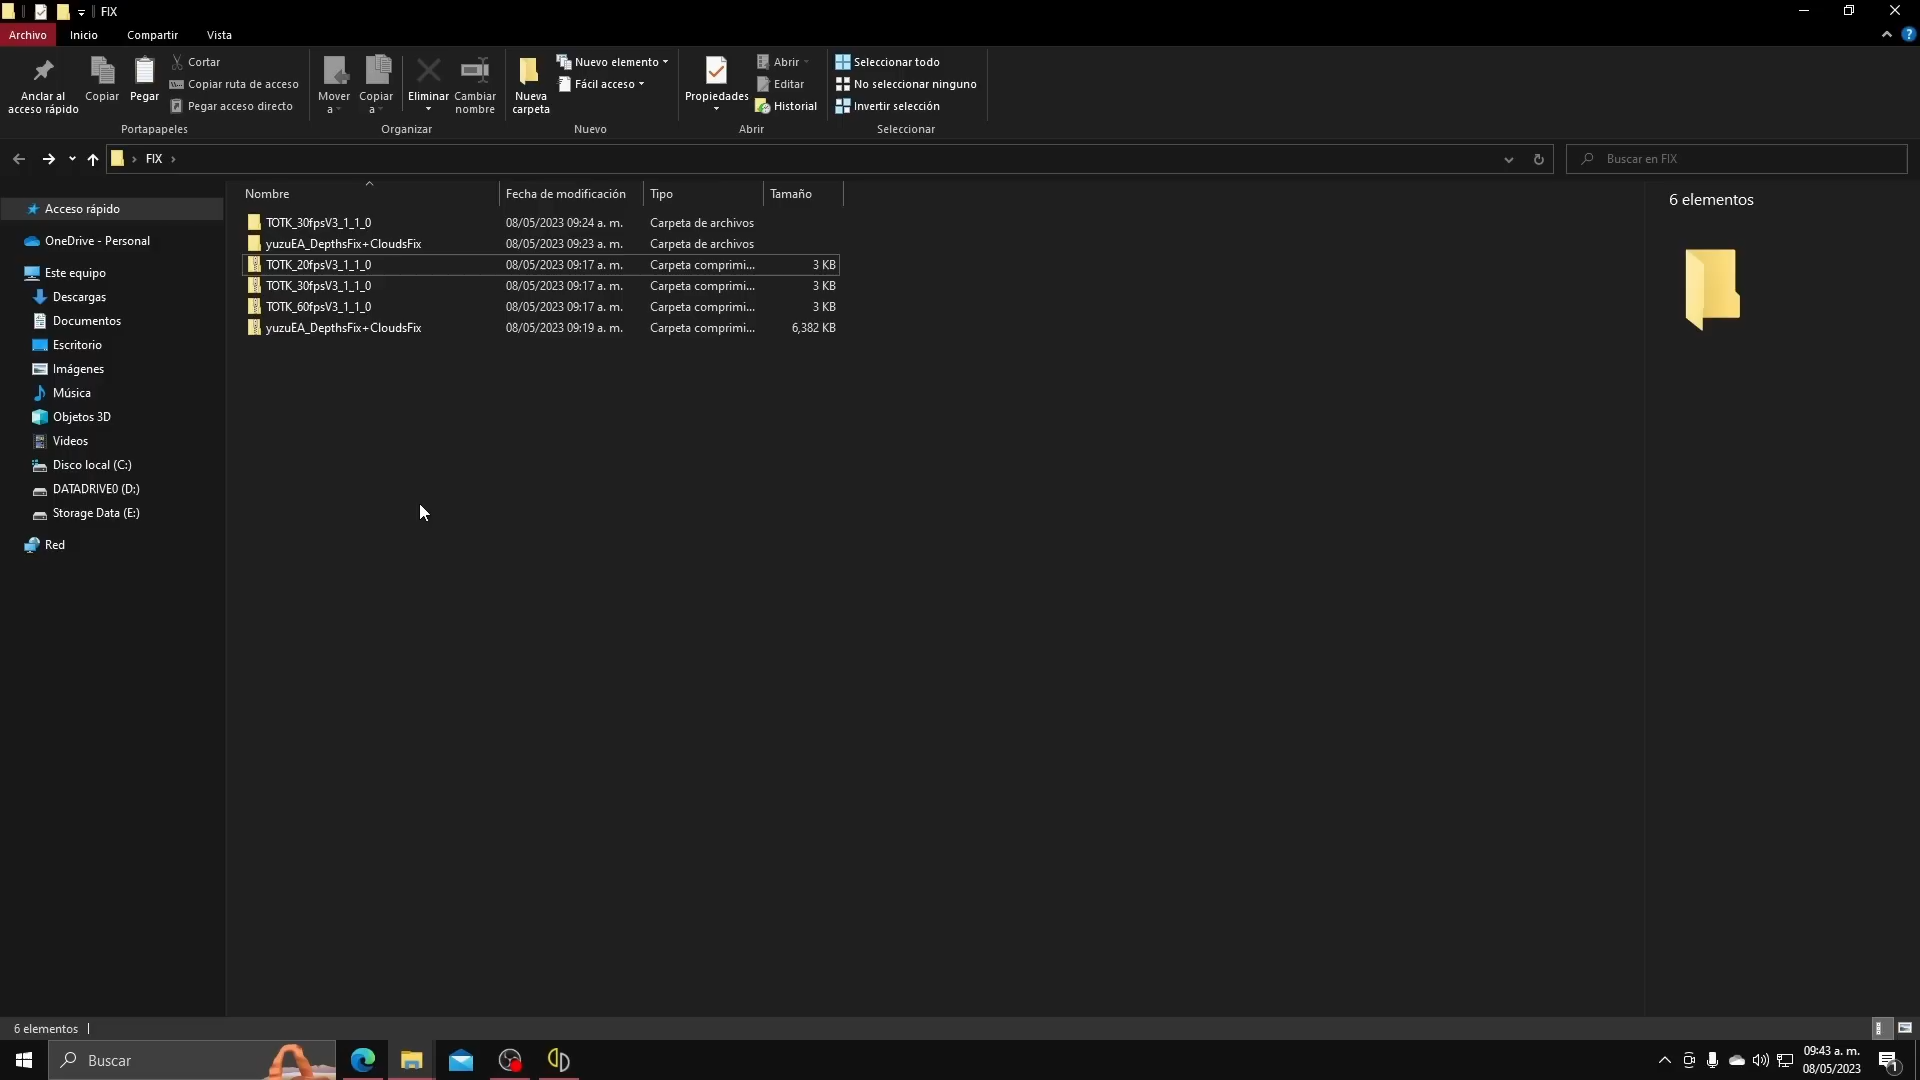 FIX
Archivo Inicio Compartir Vista
Anclar al acceso rápido
Copiar
Pegar
Cortar
Copiar ruta de acceso
Pegar acceso directo
Portapapeles
Mover a
Copiar a
Eliminar
Cambiar nombre
Organizar
Nueva carpeta
Nuevo elemento
Fácil acceso
Nuevo
Propiedades
Abrir
Editar
Historial
Abrir
Seleccionar todo
No seleccionar ninguno
Invertir selección
Seleccionar
FIX
Buscar en FIX
Acceso rápido
OneDrive - Personal
Este equipo
Descargas
Documentos
Escritorio
Imágenes
Música
Objetos 3D
Videos
Disco local (C:)
DATADRIVE0 (D:)
Storage Data (E:)
Red
Nombre Fecha de modificación Tipo Tamaño
TOTK_30fpsV3_1_1_0 08/05/2023 09:24 a. m. Carpeta de archivos
yuzuEA_DepthsFix+CloudsFix 08/05/2023 09:23 a. m. Carpeta de archivos
TOTK_20fpsV3_1_1_0 08/05/2023 09:17 a. m. Carpeta comprimi... 3 KB
TOTK_30fpsV3_1_1_0 08/05/2023 09:17 a. m. Carpeta comprimi... 3 KB
TOTK_60fpsV3_1_1_0 08/05/2023 09:17 a. m. Carpeta comprimi... 3 KB
yuzuEA_DepthsFix+CloudsFix 08/05/2023 09:19 a. m. Carpeta comprimi... 6,382 KB
6 elementos
6 elementos
Buscar
09:43 a. m.
08/05/2023
1